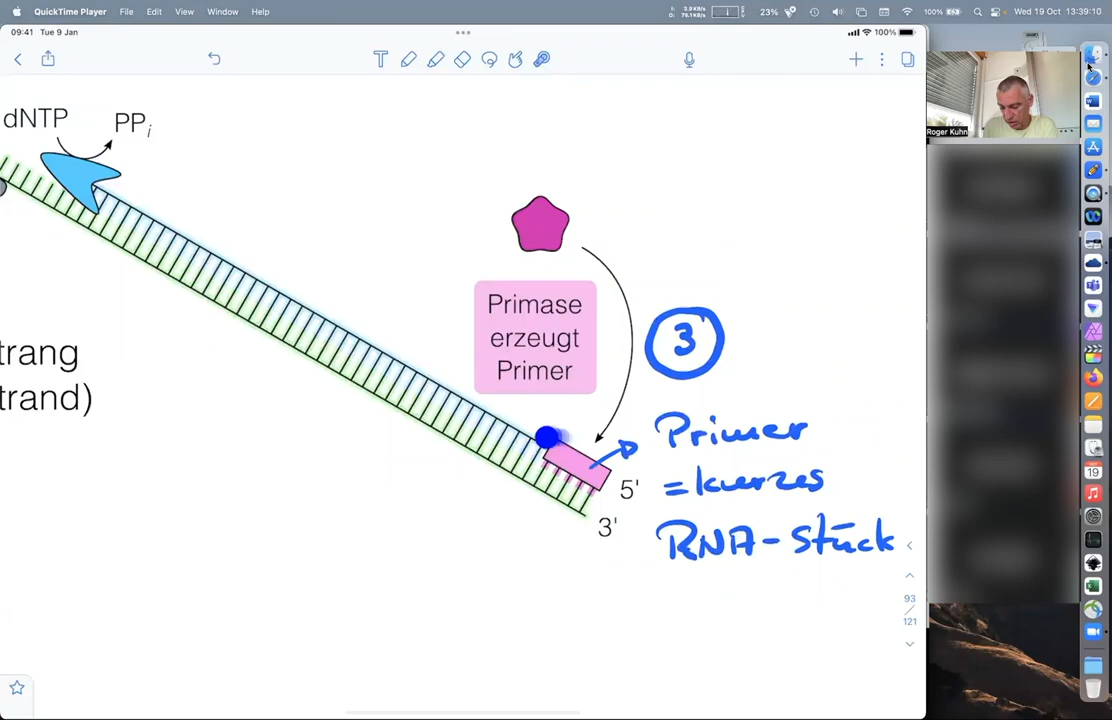 QuickTime Player File Edit View Window Help
23% 100% Wed 19 Oct 13:39:10
09:41 Tue 9 Jan
100%
dNTP
PPi
Primase
erzeugt
Primer
3
trang
trand)
Primer
= kurzes
RNA-Stück
5'
3'
93
/
121
Roger Kuhn
19